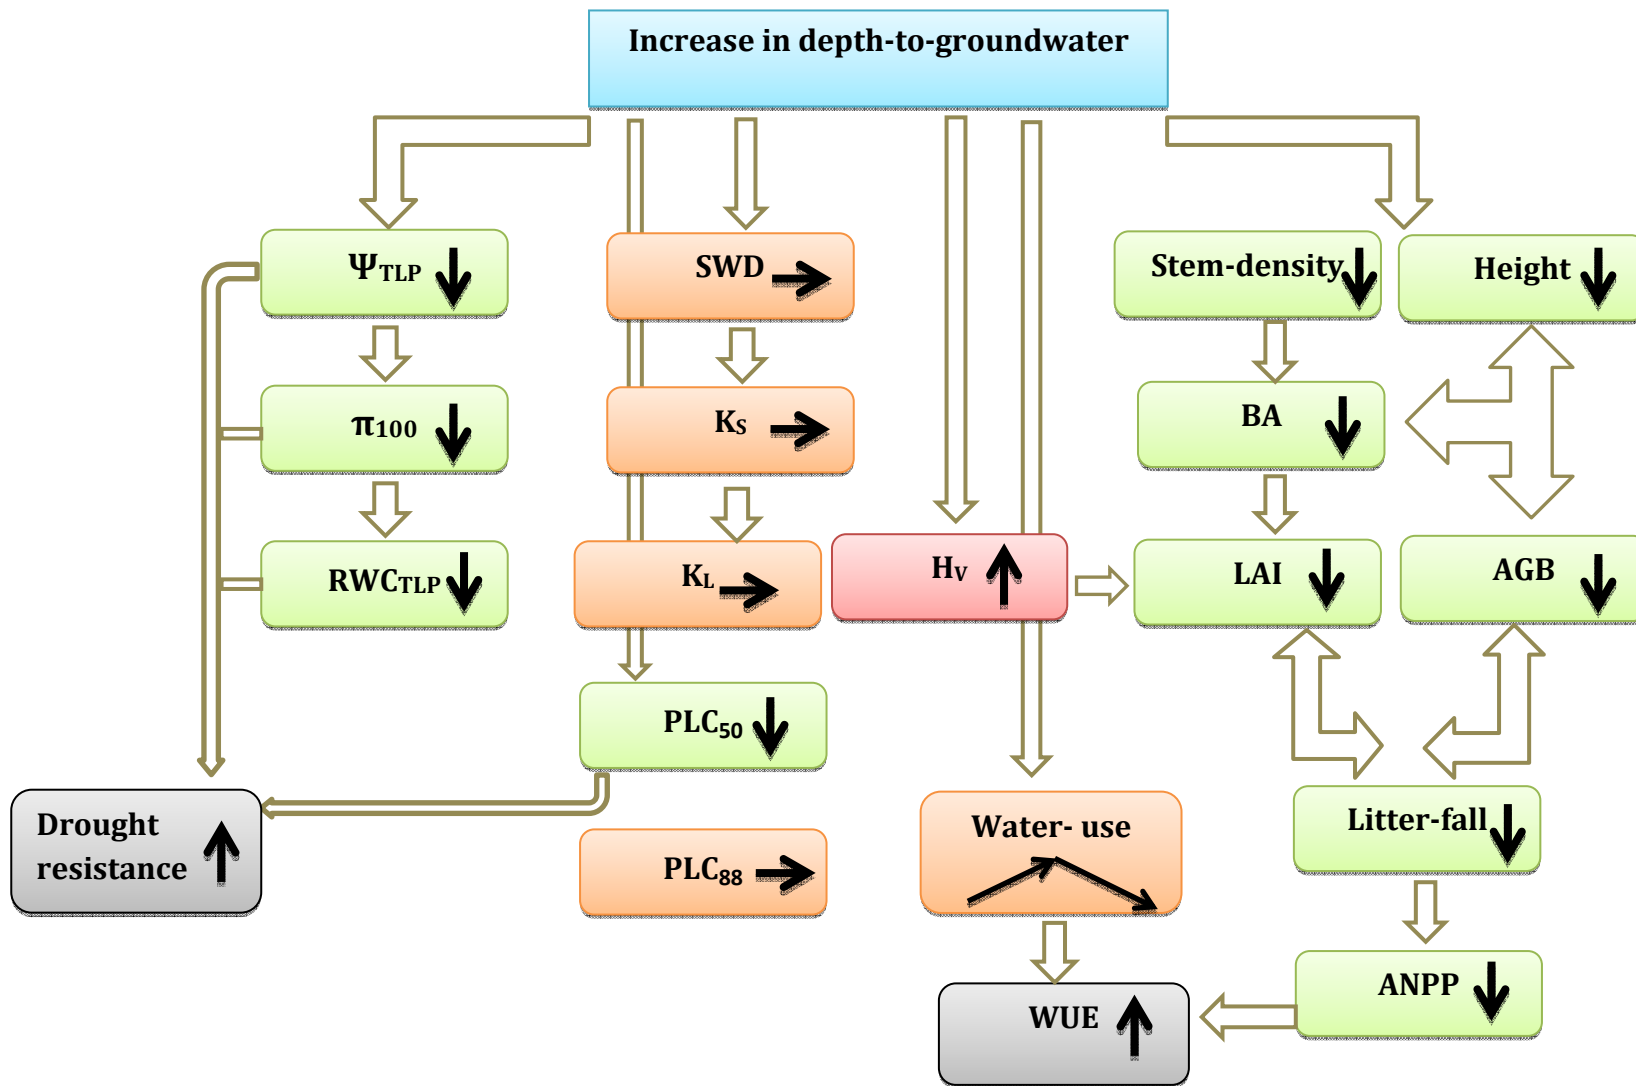 Increase in depth-to-groundwater
ΨTLP
SWD
Stem-density
Height
π100
KS
BA
RWCTLP
KL
HV
LAI
AGB
PLC50
Drought
resistance
Water- use
Litter-fall
PLC88
ANPP
WUE